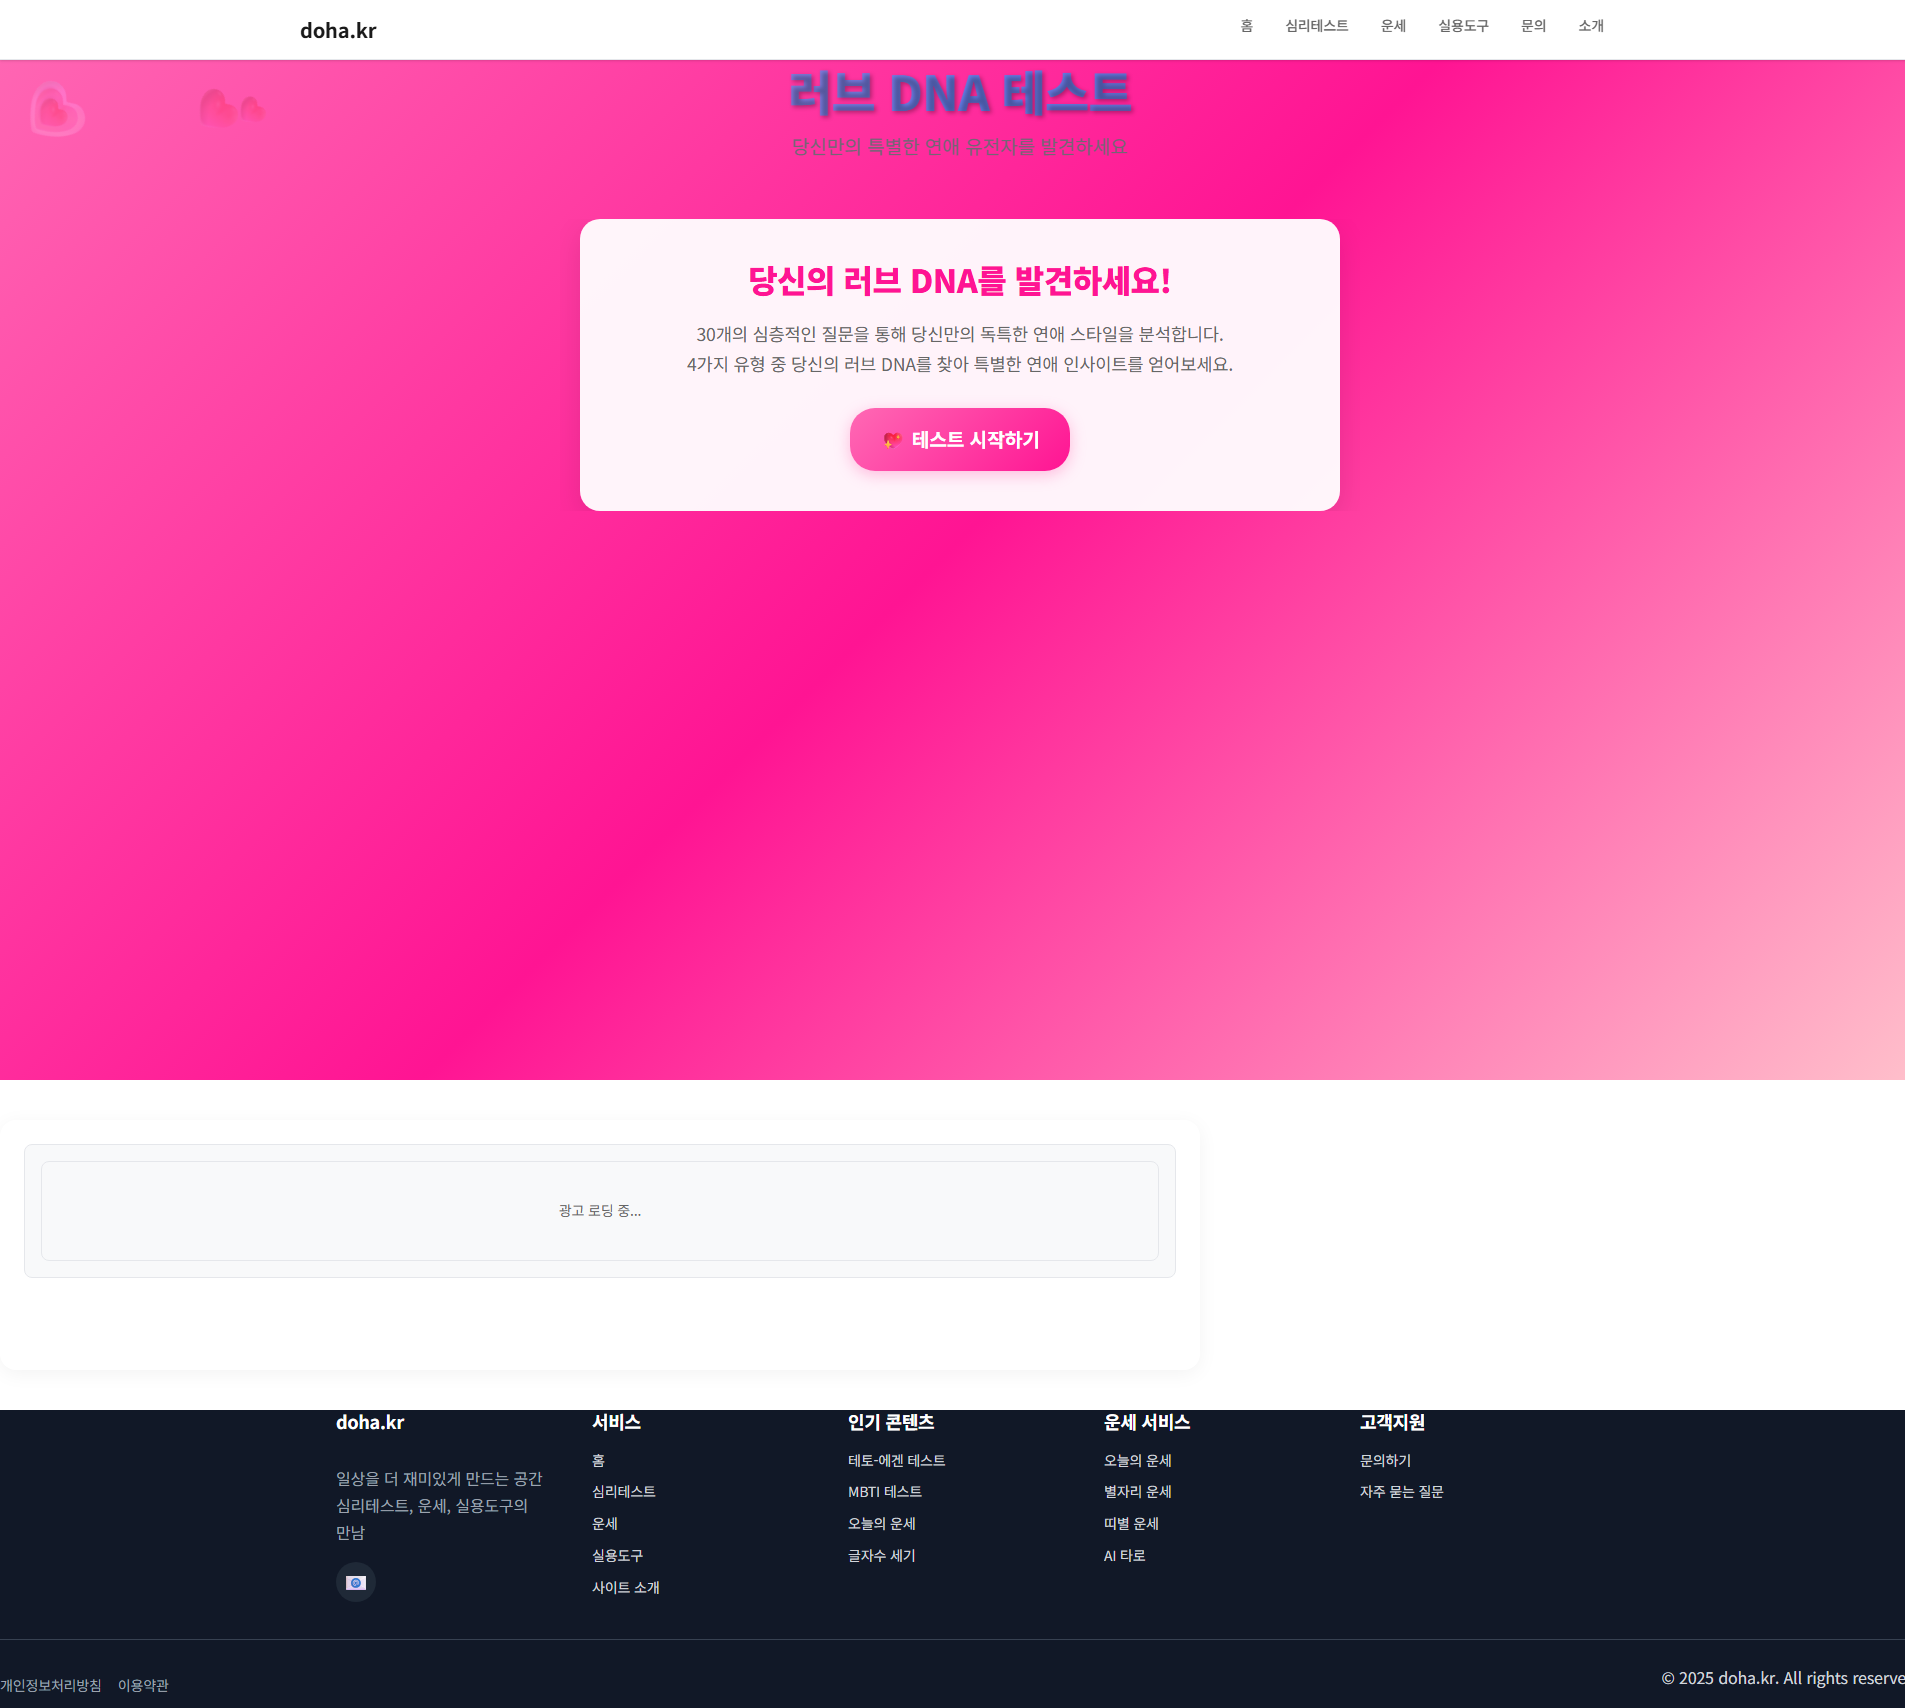 doha.kr
홈 심리테스트 운세 실용도구 문의 소개
러브 DNA 테스트
당신만의 특별한 연애 유전자를 발견하세요
당신의 러브 DNA를 발견하세요!
30개의 심층적인 질문을 통해 당신만의 독특한 연애 스타일을 분석합니다.
4가지 유형 중 당신의 러브 DNA를 찾아 특별한 연애 인사이트를 얻어보세요.
테스트 시작하기
광고 로딩 중...
doha.kr
일상을 더 재미있게 만드는 공간
심리테스트, 운세, 실용도구의
만남
서비스
홈
심리테스트
운세
실용도구
사이트 소개
인기 콘텐츠
테토-에겐 테스트
MBTI 테스트
오늘의 운세
글자수 세기
운세 서비스
오늘의 운세
별자리 운세
띠별 운세
AI 타로
고객지원
문의하기
자주 묻는 질문
개인정보처리방침 이용약관
© 2025 doha.kr. All rights reserve